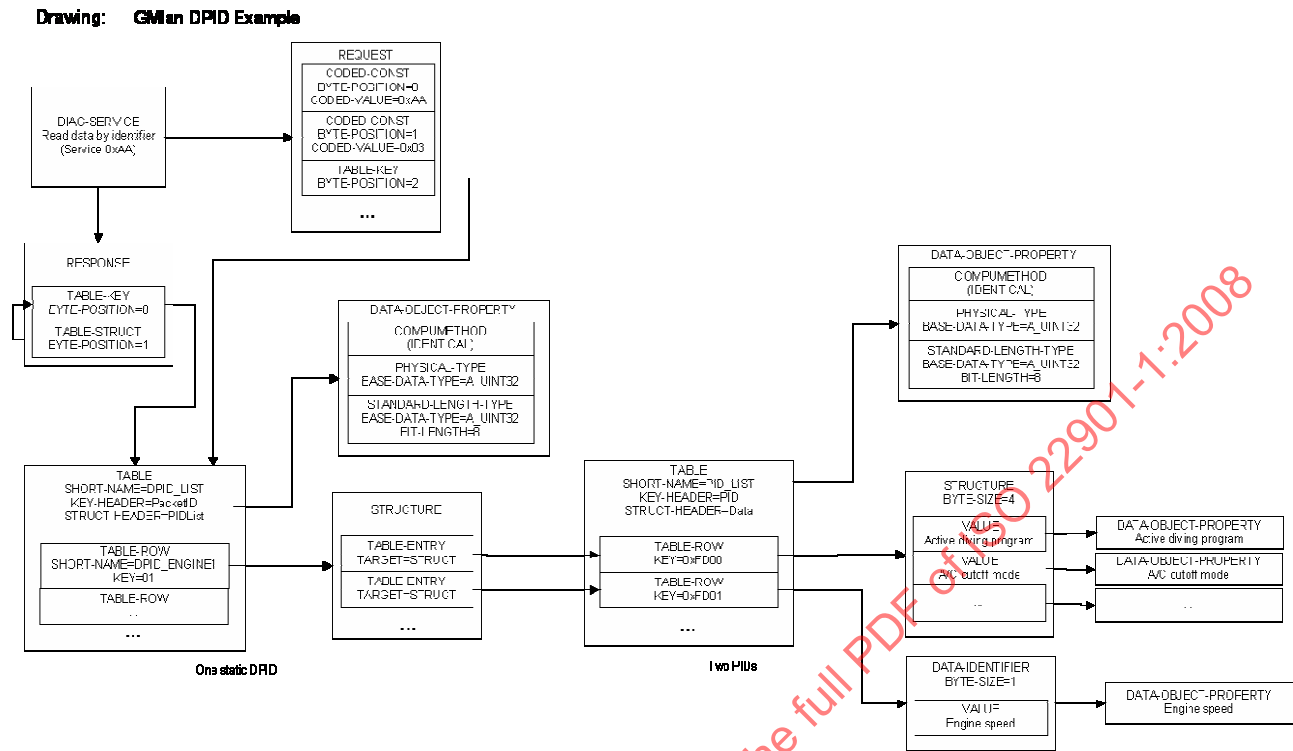 Drawing: GMlan DPID Example
REQUEST
CODED-CONST
BYTE-POSITION=0
CODED-VALUE=0xAA
CODED CONST
BYTE-POSITION=1
CODED-VALUE=0x03
TABLE-KEY
BYTE-POSITION=2
...
DIAG-SERVICE
Read data by identifier
(Service 0xAA)
RESPONSE
TABLE-KEY
BYTE-POSITION=0
TABLE-STRUCT
BYTE-POSITION=1
DATA-OBJECT-PROPERTY
COMPUMETHOD
(IDENTICAL)
PHYSICAL-TYPE
BASE-DATA-TYPE=A_UINT32
STANDARD-LENGTH-TYPE
BASE-DATA-TYPE=A_UINT32
BIT-LENGTH=8
DATA-OBJECT-PROPERTY
COMPUMETHOD
(IDENTICAL)
PHYSICAL-TYPE
BASE-DATA-TYPE=A_UINT32
STANDARD-LENGTH-TYPE
BASE-DATA-TYPE=A_UINT32
BIT-LENGTH=8
TABLE
SHORT-NAME=DPID_LIST
KEY-HEADER=PacketID
STRUCT-HEADER=PIDList
TABLE-ROW
SHORT-NAME=DPID_ENGINE1
KEY=01
TABLE-ROW
...
...
One static DPID
STRUCTURE
TABLE-ENTRY
TARGET=STRUCT
TABLE ENTRY
TARGET=STRUCT
...
TABLE
SHORT-NAME=PID_LIST
KEY-HEADER=PID
STRUCT-HEADER=Data
TABLE-ROW
KEY=0xFD00
TABLE-ROW
KEY=0xFD01
...
Two PIDs
STRUCTURE
BYTE-SIZE=4
VALUE
Active diving program
VALUE
A/C cutoff mode
...
DATA-OBJECT-PROPERTY
Active diving program
DATA-OBJECT-PROPERTY
A/C cutoff mode
...
DATA-IDENTIFIER
BYTE-SIZE=1
VALUE
Engine speed
DATA-OBJECT-PROPERTY
Engine speed
he full PDF of ISO 22901-1:2008